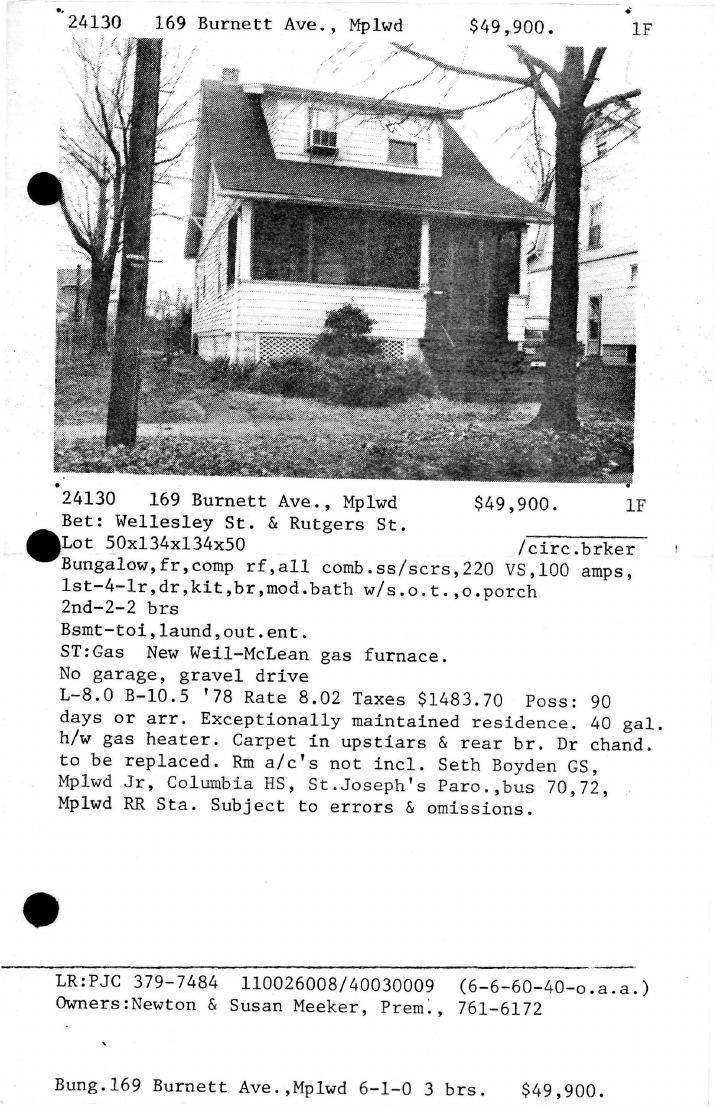 24130 169 Burnett Ave., Mplwd $49,900. 1F
24130 169 Burnett Ave., Mplwd $49,900. 1F
Bet: Wellesley St. & Rutgers St.
Lot 50x134x134x50 /circ.brker
Bungalow,fr,comp rf,all comb.ss/scrs,220 VS,100 amps,
1st-4-lr,dr,kit,br,mod.bath w/s.o.t.,o.porch
2nd-2-2 brs
Bsmt-toi,laund,out.ent.
ST:Gas New Weil-McLean gas furnace.
No garage, gravel drive
L-8.0 B-10.5 '78 Rate 8.02 Taxes $1483.70 Poss: 90
days or arr. Exceptionally maintained residence. 40 gal.
h/w gas heater. Carpet in upstiars & rear br. Dr chand.
to be replaced. Rm a/c's not incl. Seth Boyden GS,
Mplwd Jr, Columbia HS, St.Joseph's Paro.,bus 70,72,
Mplwd RR Sta. Subject to errors & omissions.
LR:PJC 379-7484 110026008/40030009 (6-6-60-40-o.a.a.)
Owners:Newton & Susan Meeker, Prem., 761-6172
Bung.169 Burnett Ave.,Mplwd 6-1-0 3 brs. $49,900.